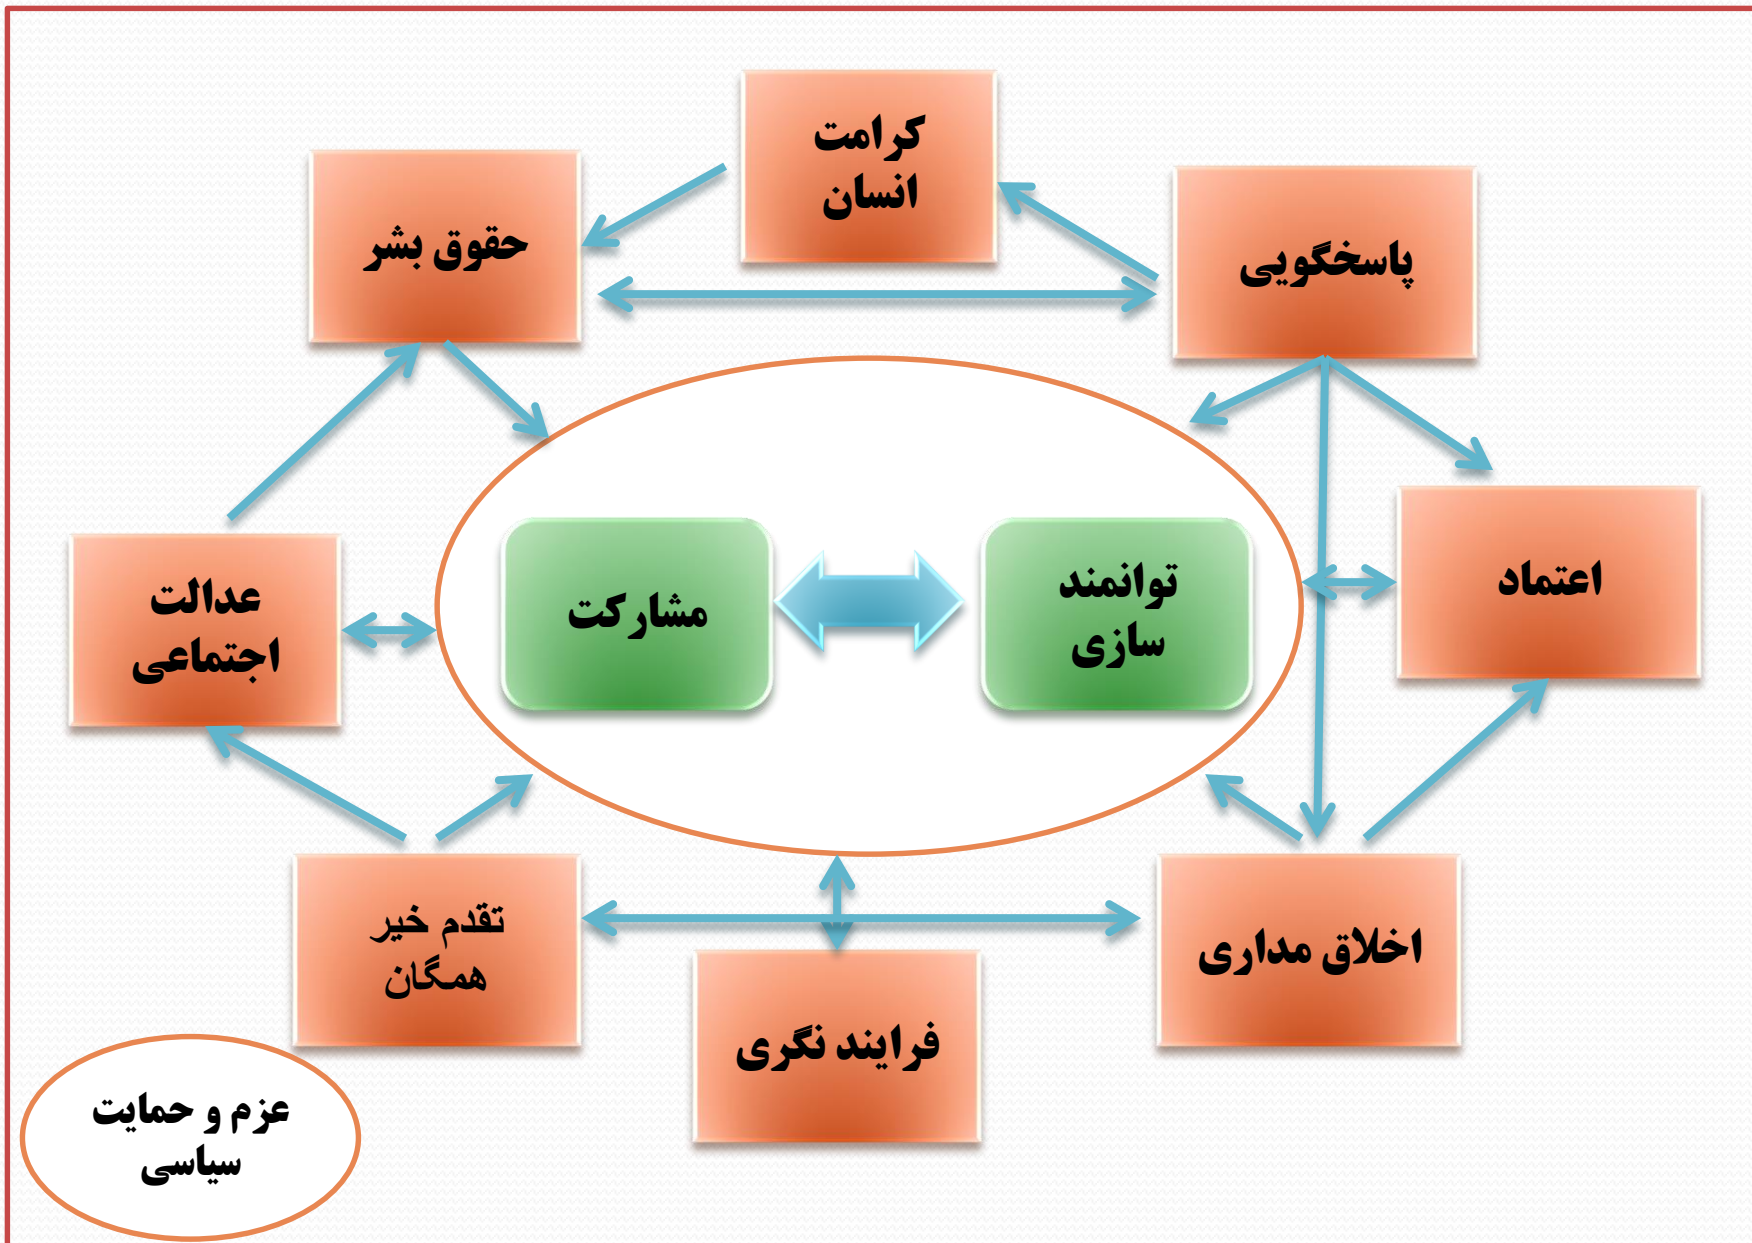 کرامت
انسان
پاسخگویی
حقوق بشر
توانمند
سازی
مشارکت
اعتماد
عدالت
اجتماعی
تقدم خیر
همگان
اخلاق مداری
فرایند نگری
عزم و حمایت
سیاسی